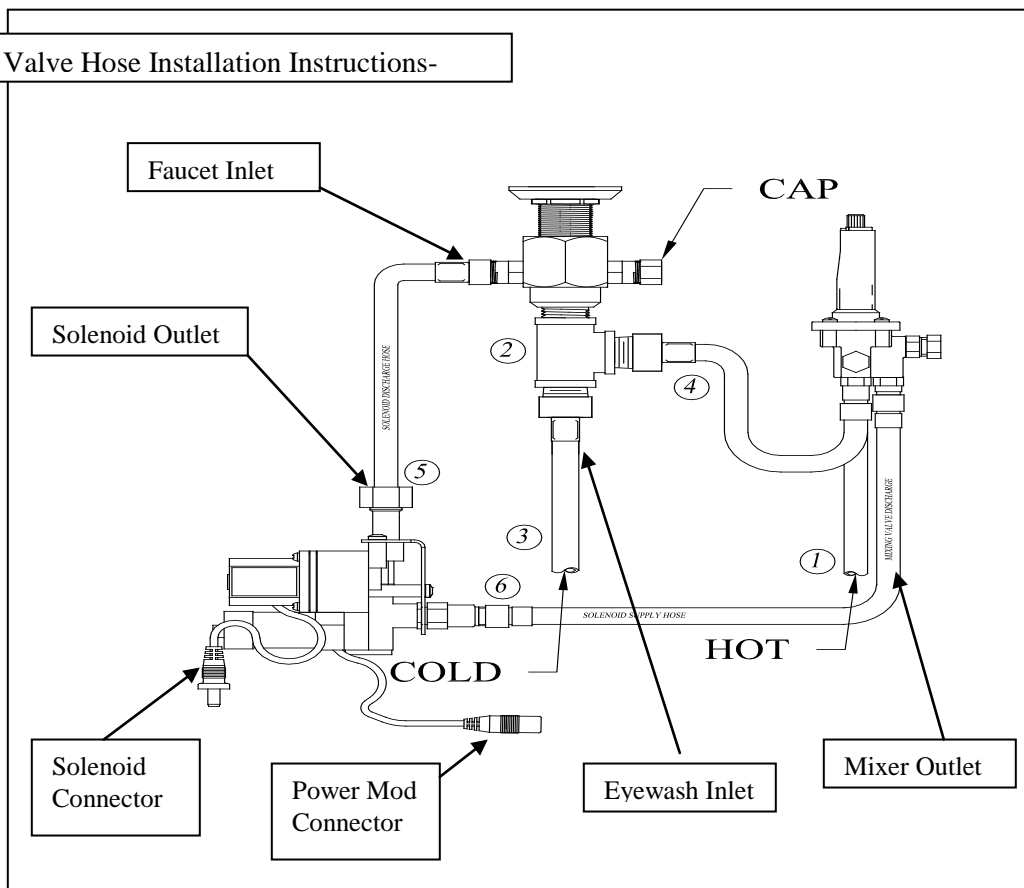 Valve Hose Installation Instructions-
Faucet Inlet
CAP
Solenoid Outlet
SOLENOID DISCHARGE HOSE
2
4
5
MIXING VALVE DISCHARGE
3
1
6
SOLENOID SUPPLY HOSE
HOT
COLD
Solenoid
Connector
Power Mod
Connector
Eyewash Inlet
Mixer Outlet